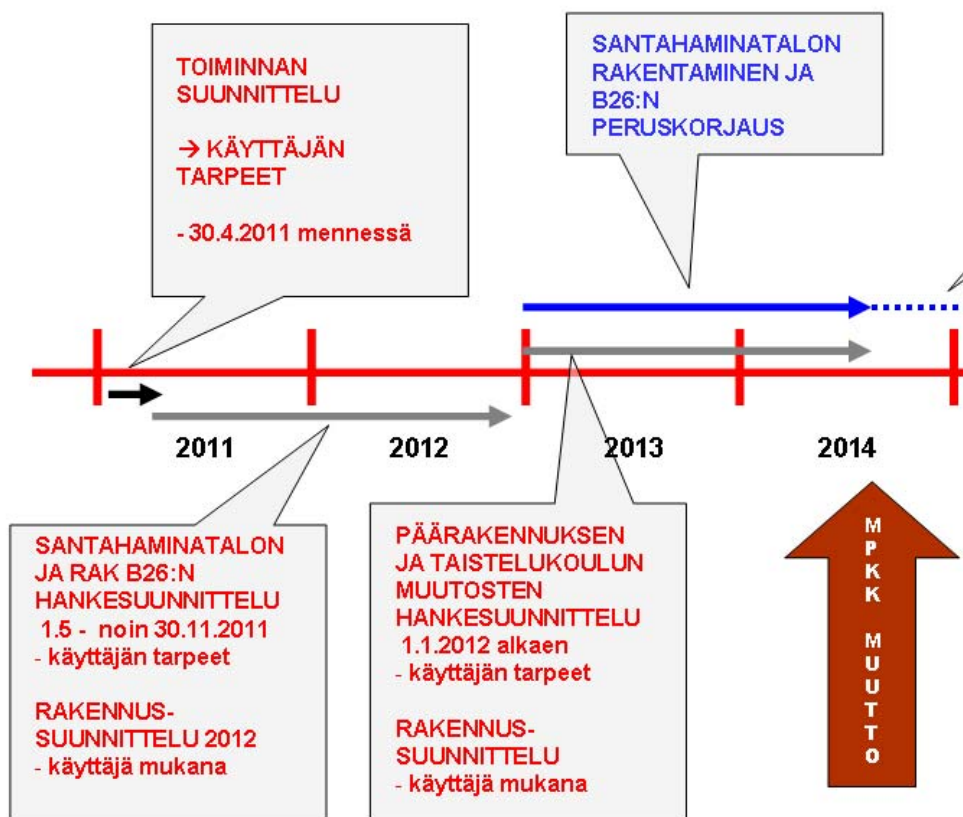 TOIMINNAN
SUUNNITTELU
→ KÄYTTÄJÄN
TARPEET
- 30.4.2011 mennessä
SANTAHAMINATALON
RAKENTAMINEN JA
B26:N
PERUSKORJAUS
2011
2012
2013
2014
SANTAHAMINATALON
JA RAK B26:N
HANKESUUNNITTELU
1.5 - noin 30.11.2011
- käyttäjän tarpeet
RAKENNUS-
SUUNNITTELU 2012
- käyttäjä mukana
PÄÄRAKENNUKSEN
JA TAISTELUKOULUN
MUUTOSTEN
HANKESUUNNITTELU
1.1.2012 alkaen
- käyttäjän tarpeet
RAKENNUS-
SUUNNITTELU
- käyttäjä mukana
MPKK MUUTTO